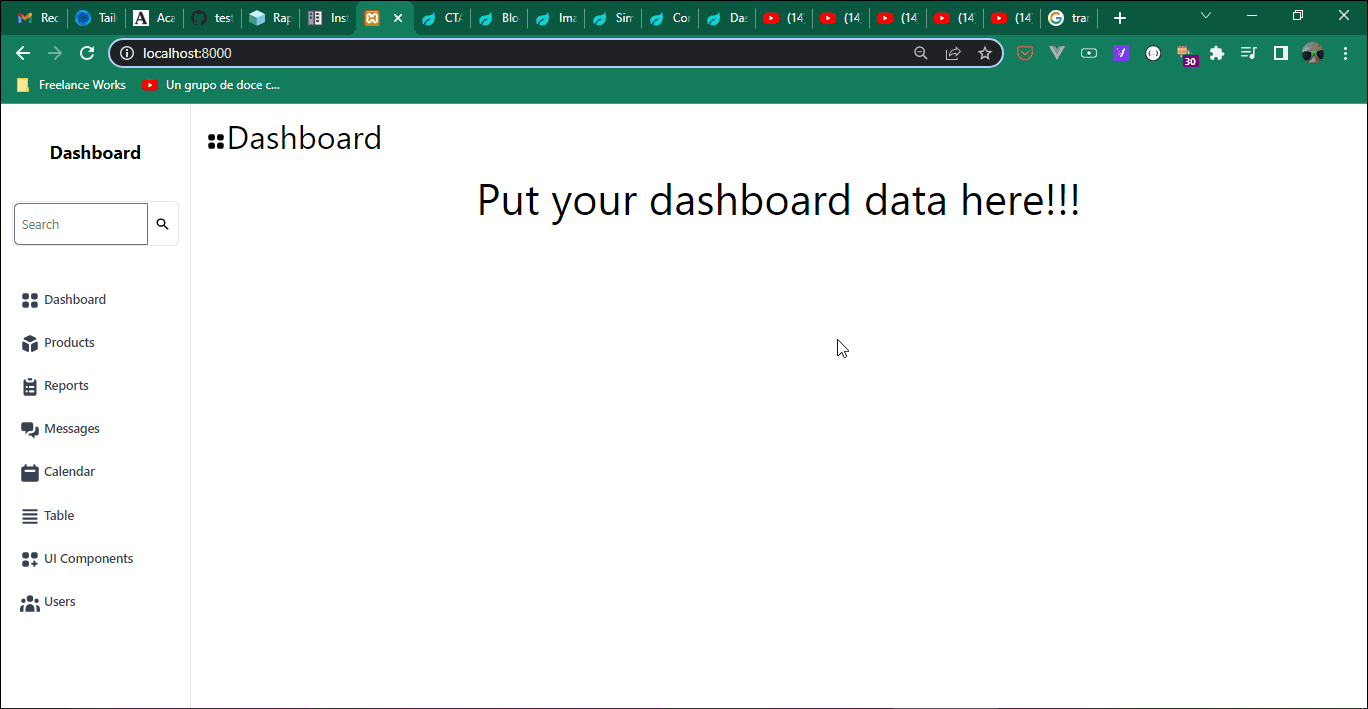 Rec
Tail
Aca
test
Rap
Inst
CTA
Blo
Ima
Sim
Con
Das
(14)
(14)
(14)
(14)
(14)
tran
localhost:8000
30
Freelance Works
Un grupo de doce c...
Dashboard
Dashboard
Put your dashboard data here!!!
Search
Dashboard
Products
Reports
Messages
Calendar
Table
UI Components
Users